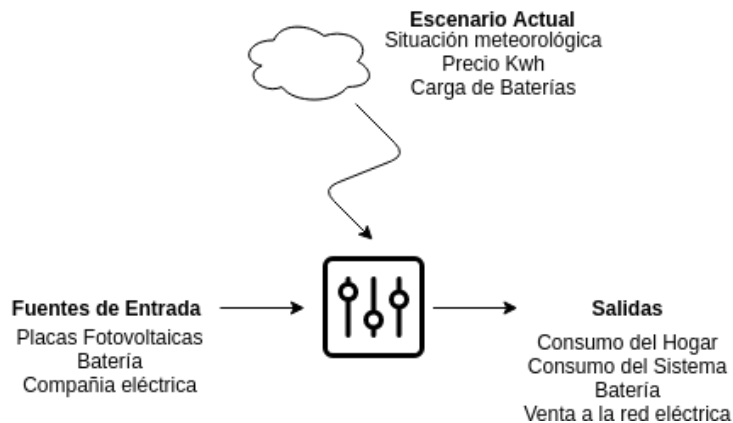 Escenario Actual
Situación meteorológica
Precio Kwh
Carga de Baterías
Fuentes de Entrada
Placas Fotovoltaicas
Batería
Compañia eléctrica
Salidas
Consumo del Hogar
Consumo del Sistema
Batería
Venta a la red eléctrica